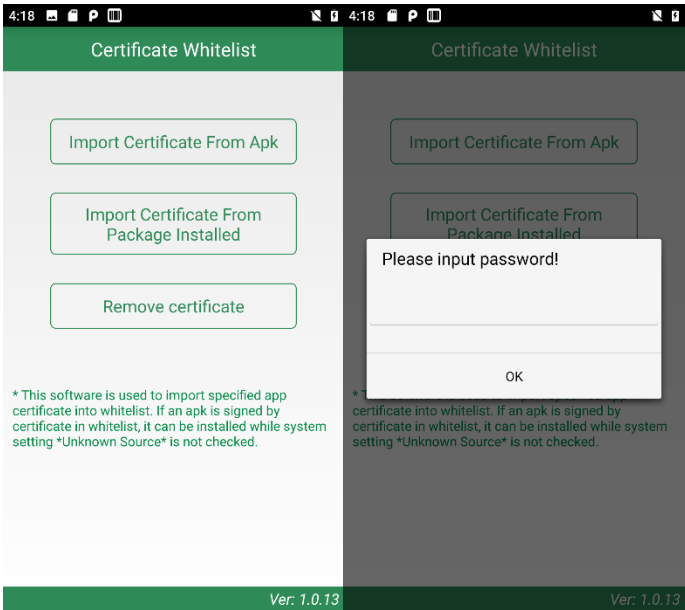 4:18
Certificate Whitelist
Import Certificate From Apk
Import Certificate From
Package Installed
Remove certificate
* This software is used to import specified app
certificate into whitelist. If an apk is signed by
certificate in whitelist, it can be installed while system
setting *Unknown Source* is not checked.
Ver: 1.0.13
4:18
Certificate Whitelist
Import Certificate From Apk
Import Certificate From
Package Installed
Please input password!
OK
certificate into whitelist. If an apk is signed by
certificate in whitelist, it can be installed while system
setting *Unknown Source* is not checked.
Ver: 1.0.13